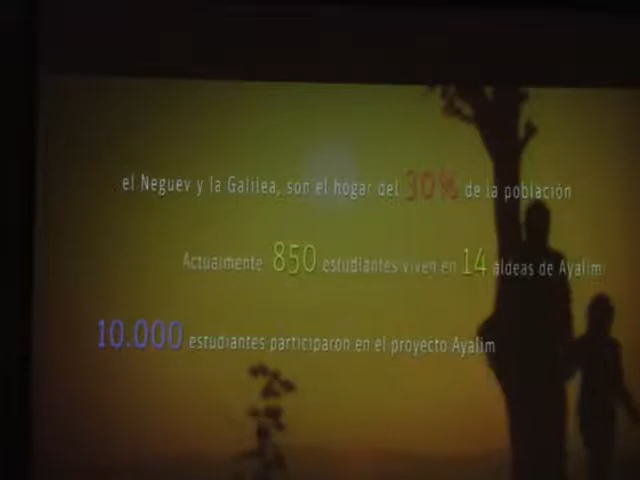 el Neguev y la Galilea, son el hogar del 30% de la población
Actualmente 850 estudiantes viven en 14 aldeas de Ayalim.
10.000 estudiantes participaron en el proyecto Ayalim